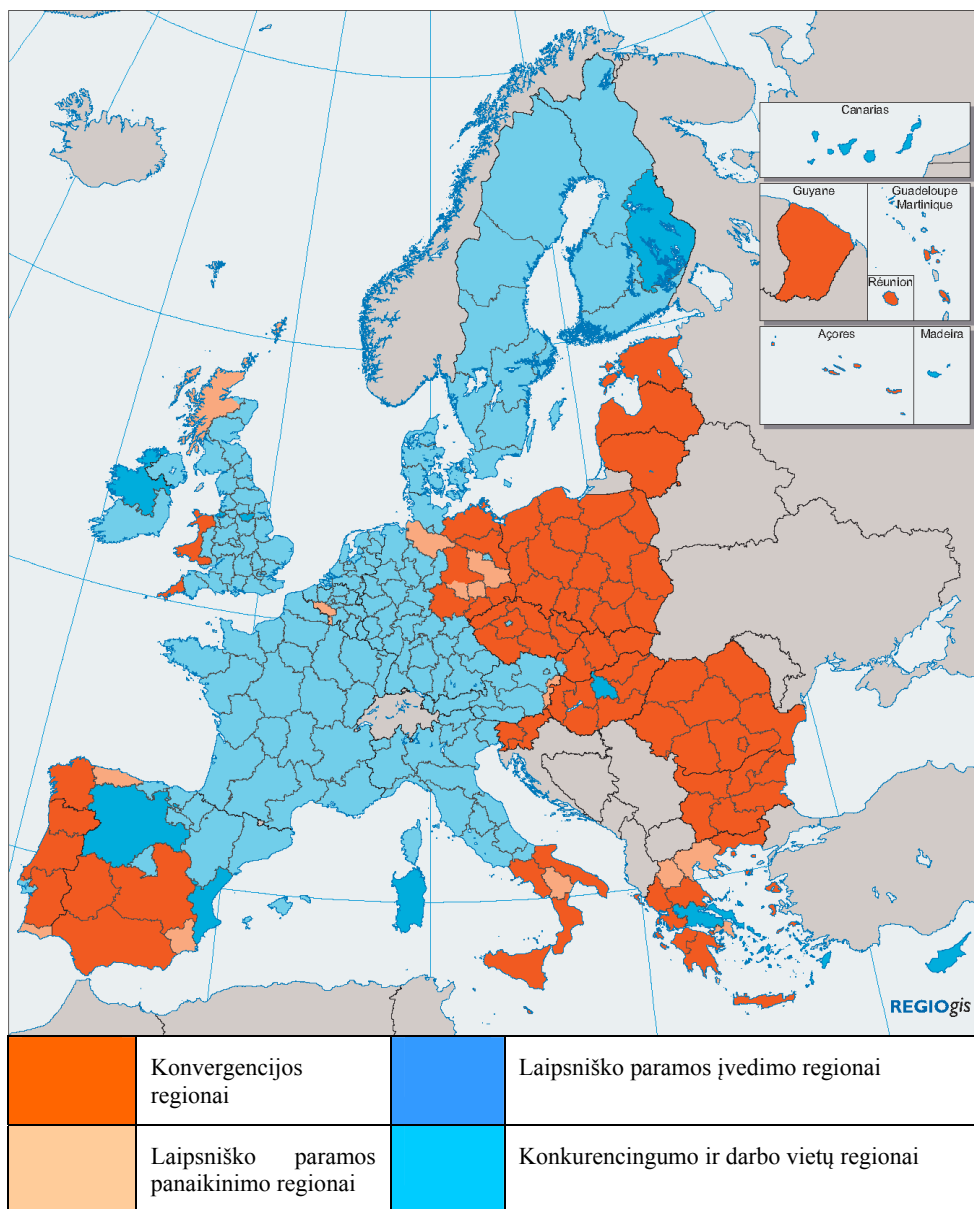 Canarias
Guyane
Guadeloupe
Martinique
Réunion
Açores
Madeira
REGIOgis
Konvergencijos
regionai
Laipsniško paramos įvedimo regionai
Laipsniško paramos
panaikinimo regionai
Konkurencingumo ir darbo vietų regionai